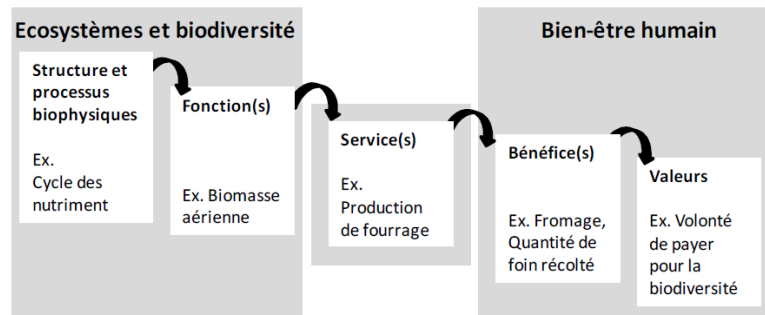 Ecosystèmes et biodiversité
Structure et
processus
biophysiques
Ex.
Cycle des
nutriment
Fonction(s)
Ex. Biomasse
aérienne
Service(s)
Ex.
Production
de fourrage
Bien-être humain
Bénéfice(s)
Ex. Fromage,
Quantité de
foin récolté
Valeurs
Ex. Volonté
de payer
pour la
biodiversité